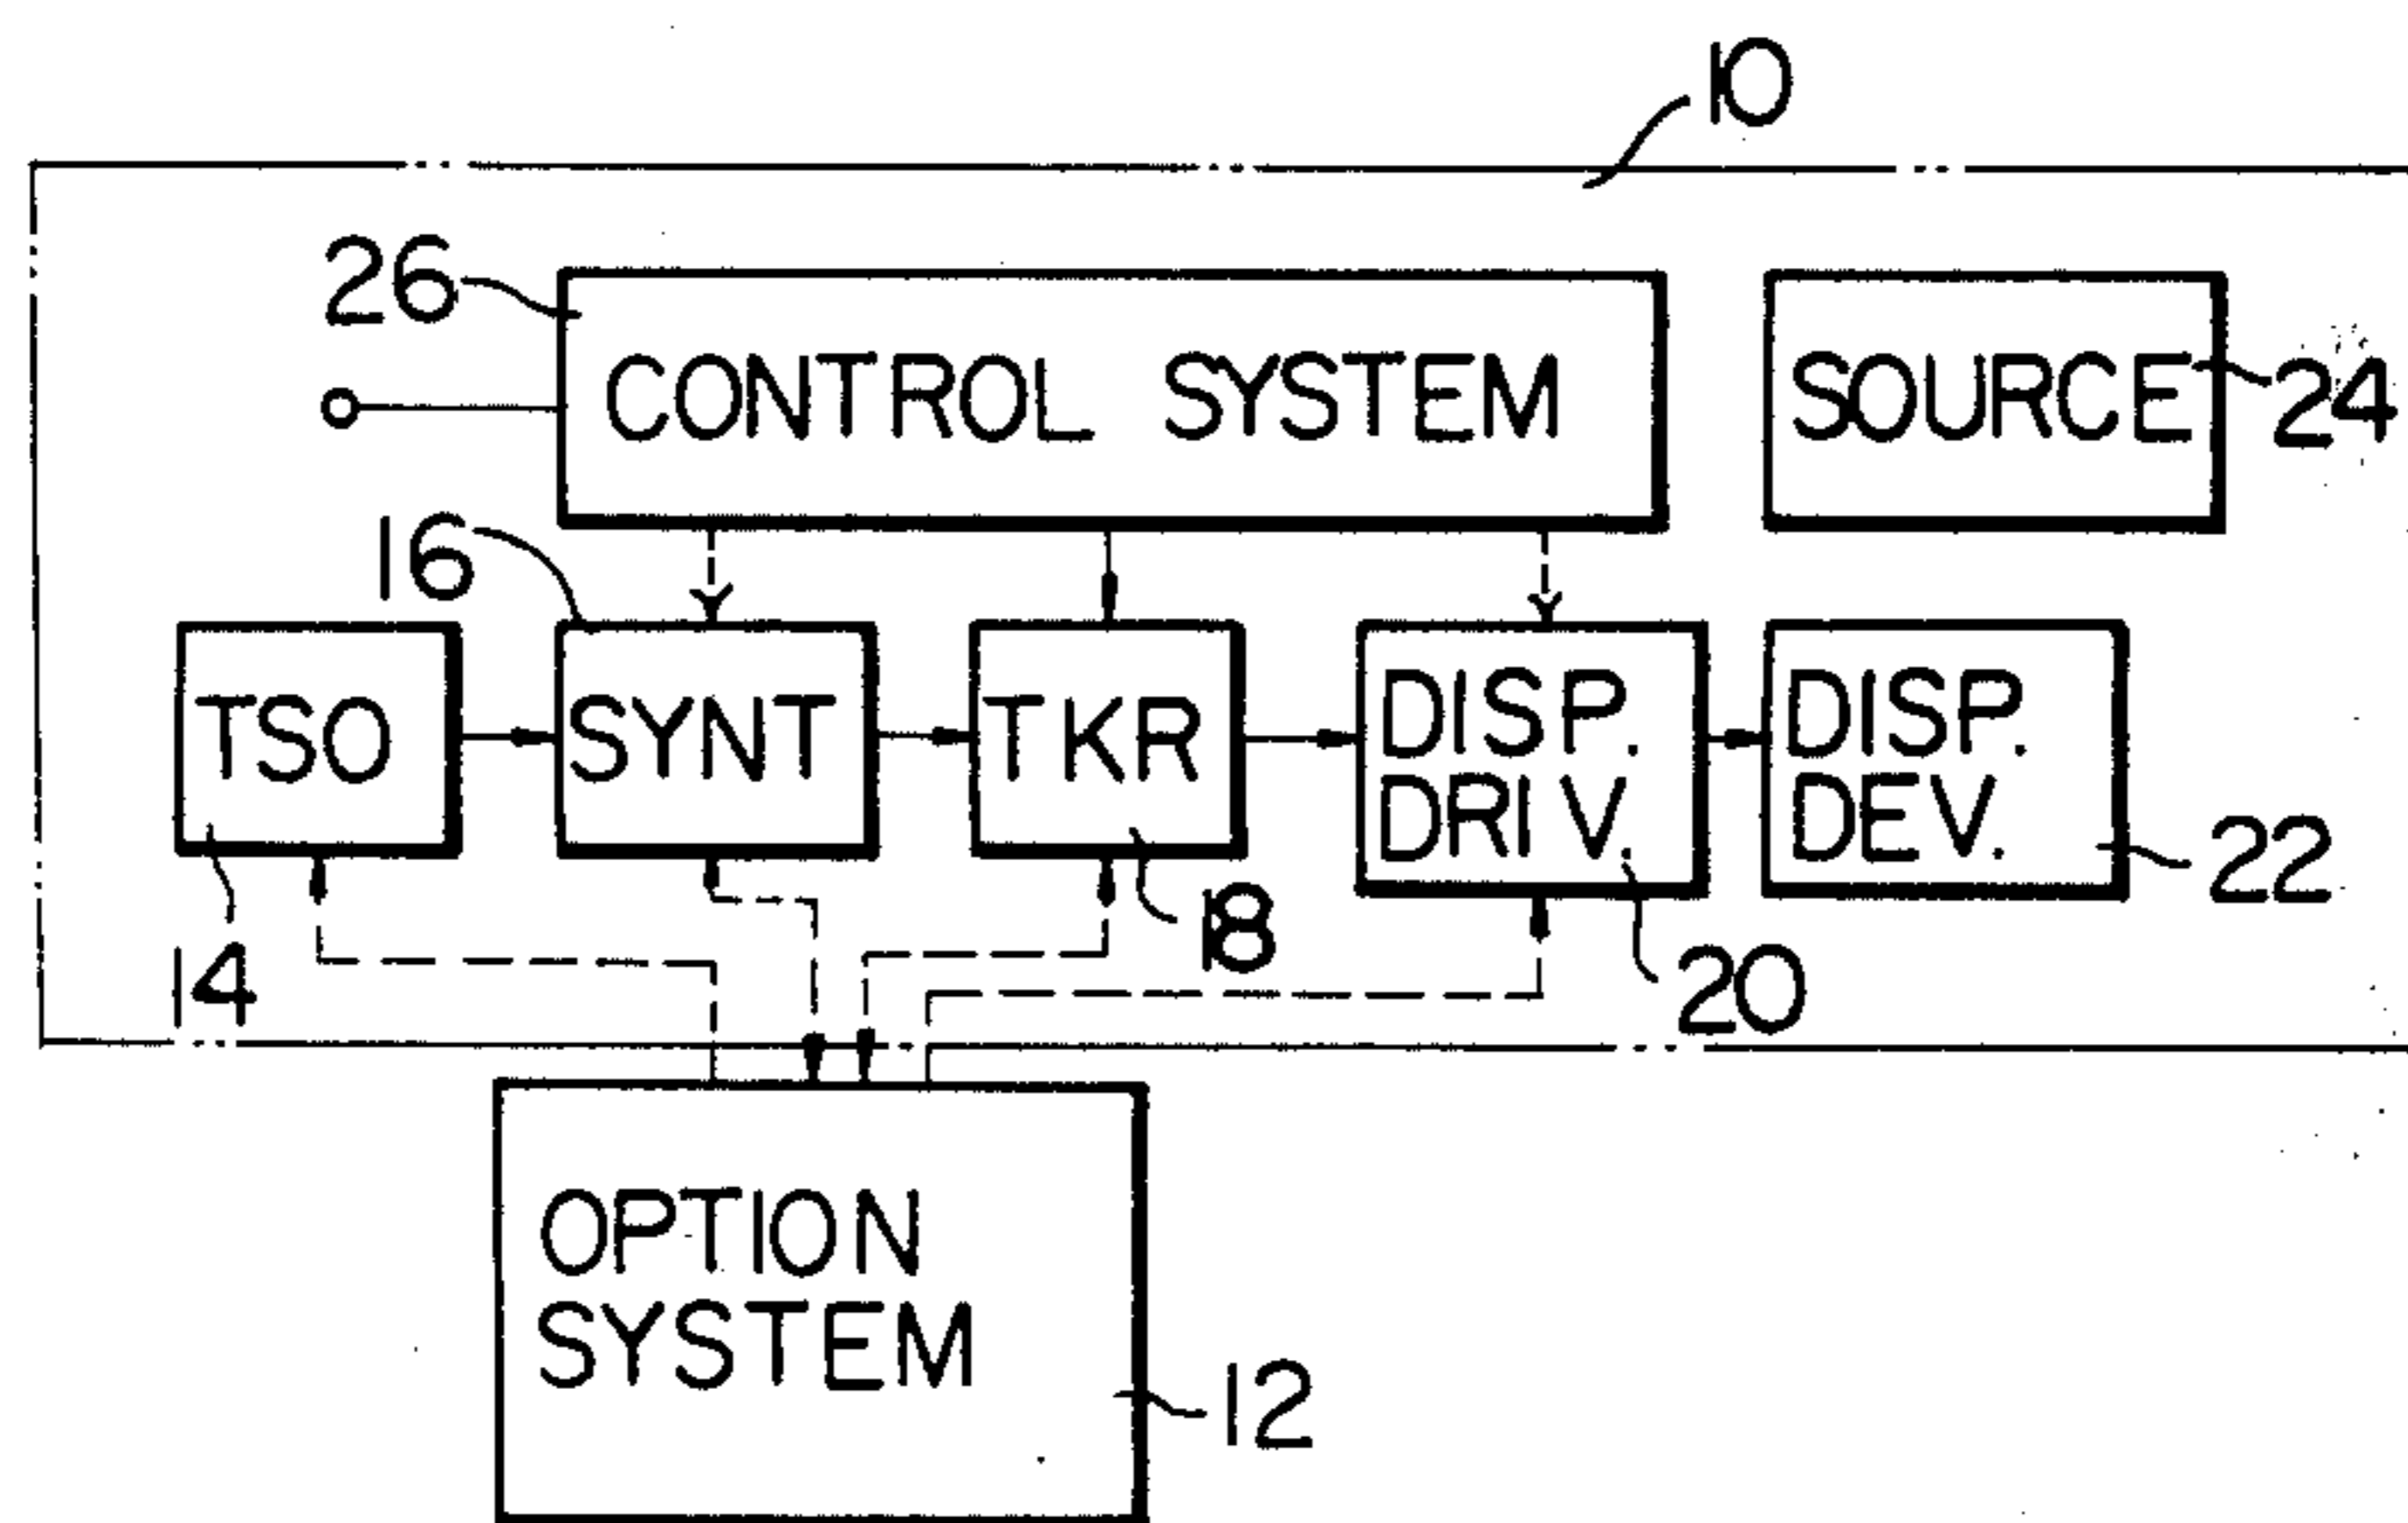 10
26
CONTROL SYSTEM
SOURCE
24
16
TSO
SYNT
TKR
DISP.
DRIV.
DISP.
DEV.
22
14
18
20
OPTION
SYSTEM
12